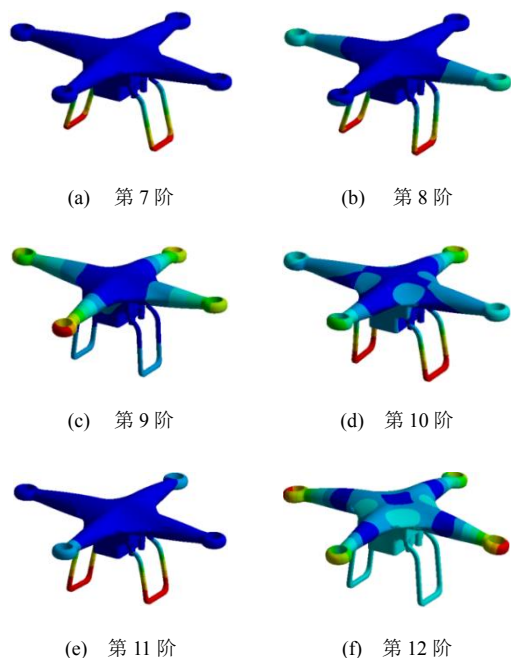 (a) 第 7 阶
(b) 第 8 阶
(c) 第 9 阶
(d) 第 10 阶
(e) 第 11 阶
(f) 第 12 阶